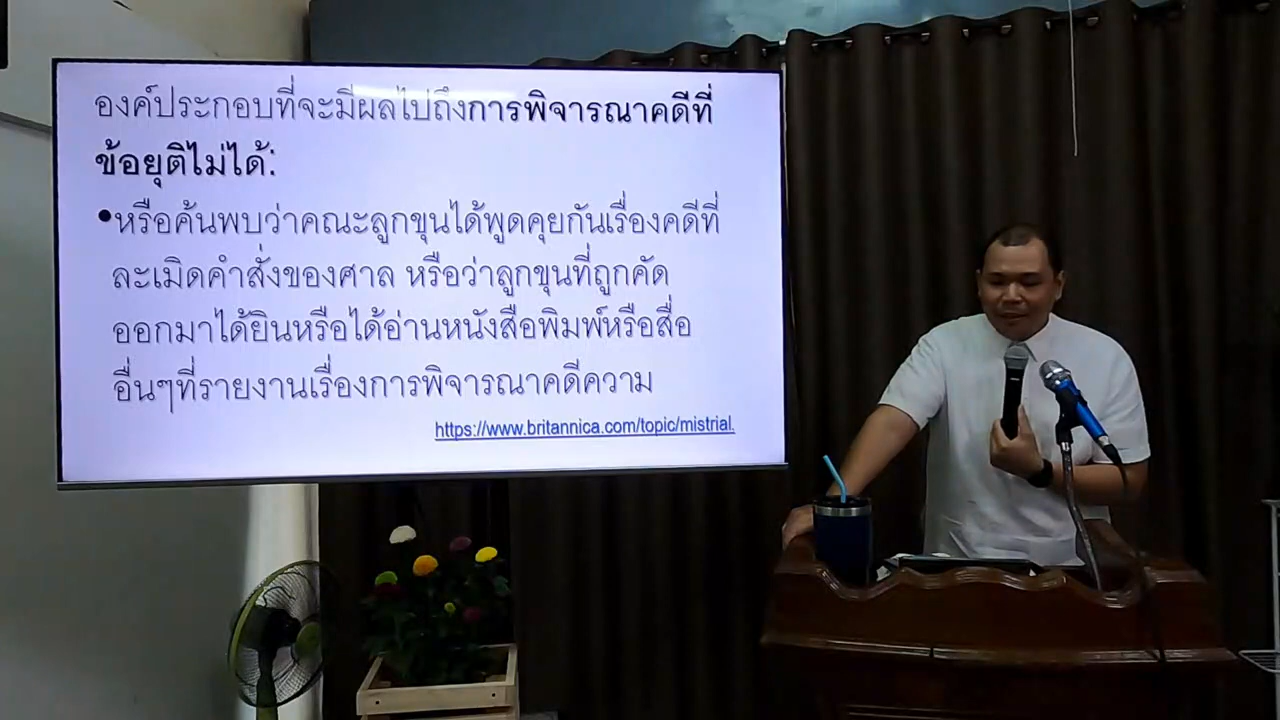 องค์ประกอบที่จะมีผลไปถึงการพิจารณาคดีที่
ข้อยุติไม่ได้:
•หรือค้นพบว่าคณะลูกขุนได้พูดคุยกันเรื่องคดีที่
ละเมิดคำสั่งของศาล หรือว่าลูกขุนที่ถูกคัด
ออกมาได้ยินหรือได้อ่านหนังสือพิมพ์หรือสื่อ
อื่นๆที่รายงานเรื่องการพิจารณาคดีความ
https://www.britannica.com/topic/mistrial.